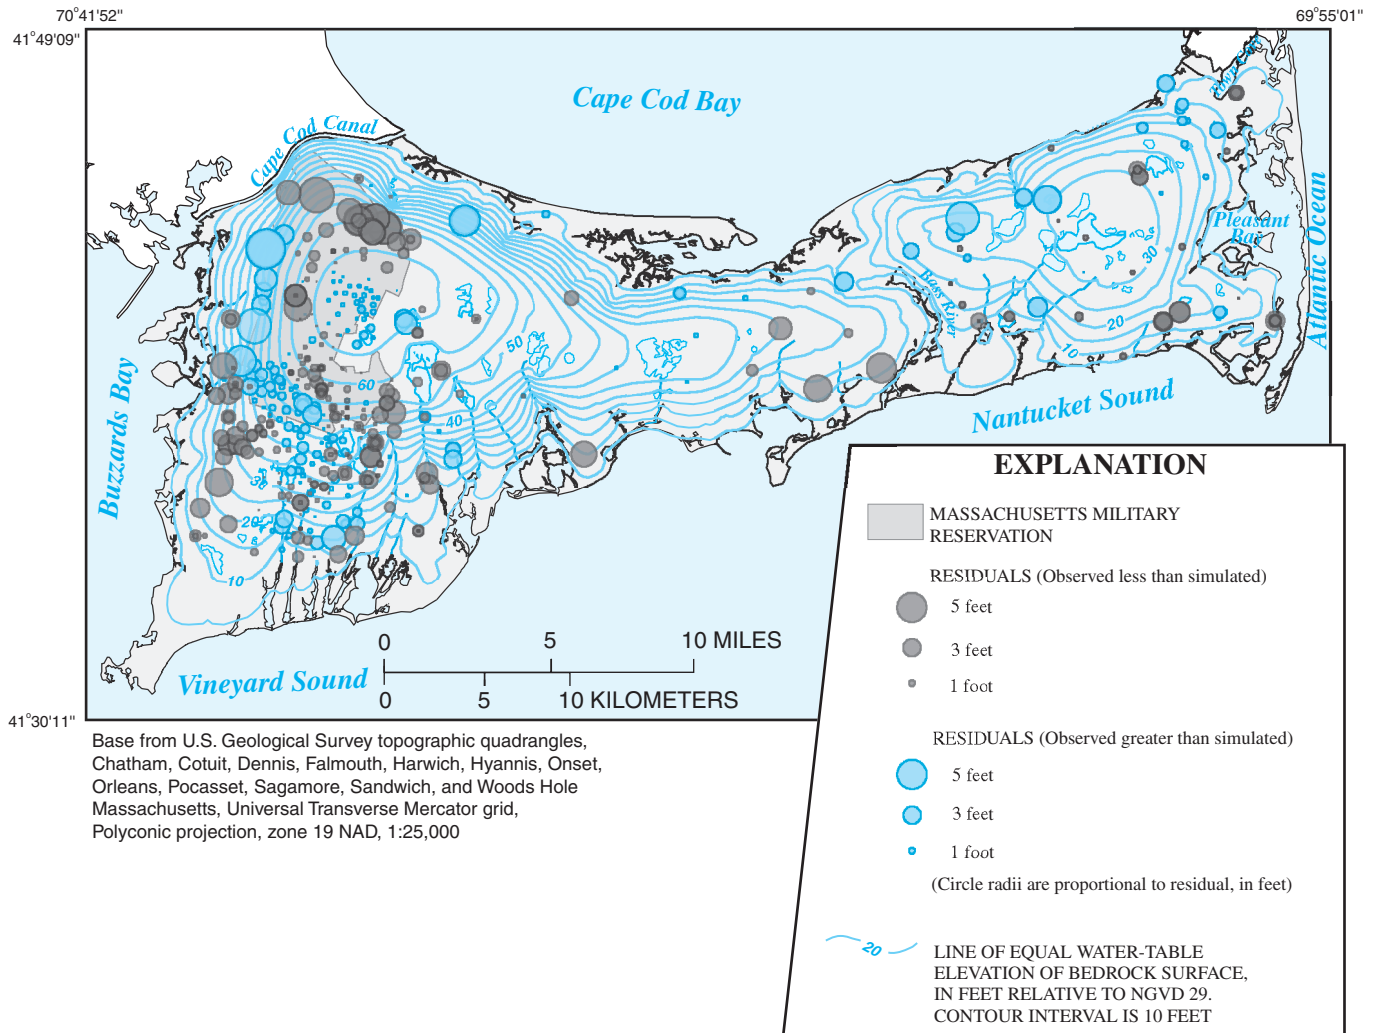 70°41'52"
69°55'01"
41°49'09"
Cape Cod Bay
Cape Cod Canal
Town Cove
Pleasant
Bay
Atlantic Ocean
Bass River
30
20
10
50
60
40
20
10
Buzzards Bay
Nantucket Sound
Vineyard Sound
0 5 10 MILES
0 5 10 KILOMETERS
41°30'11"
Base from U.S. Geological Survey topographic quadrangles,
Chatham, Cotuit, Dennis, Falmouth, Harwich, Hyannis, Onset,
Orleans, Pocasset, Sagamore, Sandwich, and Woods Hole
Massachusetts, Universal Transverse Mercator grid,
Polyconic projection, zone 19 NAD, 1:25,000
EXPLANATION
MASSACHUSETTS MILITARY
RESERVATION
RESIDUALS (Observed less than simulated)
5 feet
3 feet
1 foot
RESIDUALS (Observed greater than simulated)
5 feet
3 feet
1 foot
(Circle radii are proportional to residual, in feet)
20
LINE OF EQUAL WATER-TABLE
ELEVATION OF BEDROCK SURFACE,
IN FEET RELATIVE TO NGVD 29.
CONTOUR INTERVAL IS 10 FEET